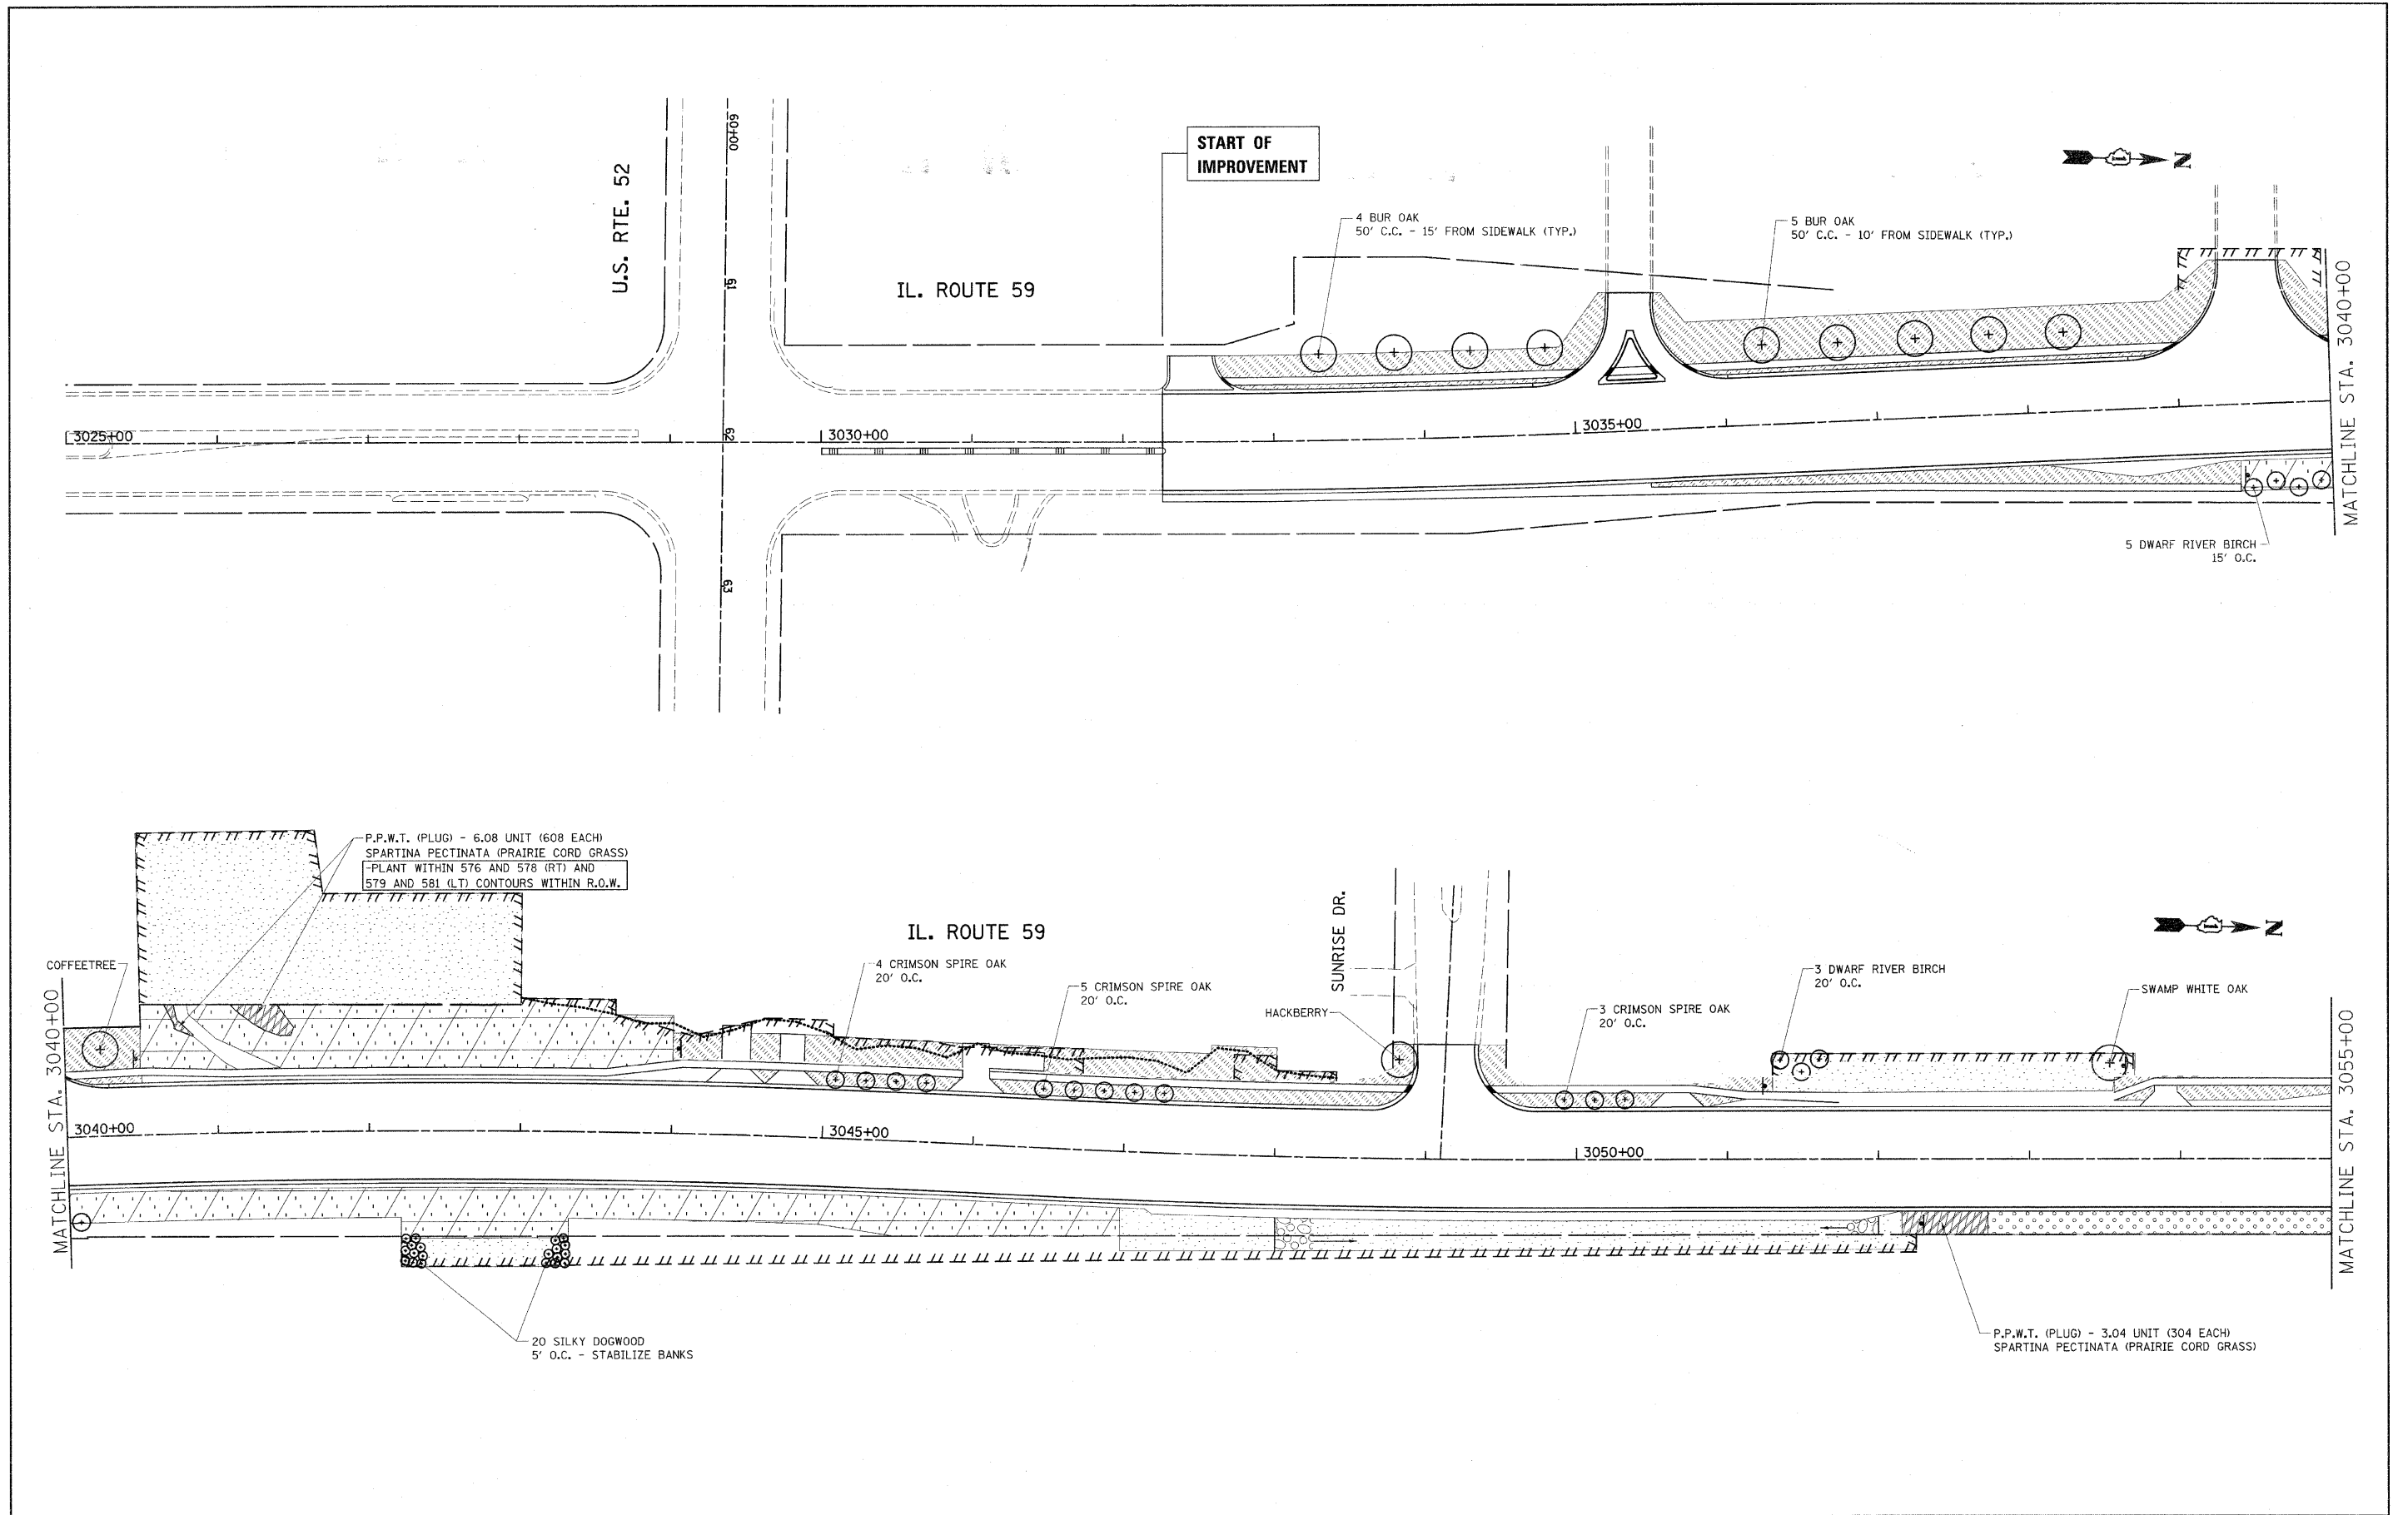 START OF
IMPROVEMENT
60+00
U.S. RTE. 52
61
IL. ROUTE 59
N
4 BUR OAK
50' C.C. - 15' FROM SIDEWALK (TYP.)
5 BUR OAK
50' C.C. - 10' FROM SIDEWALK (TYP.)
MATCHLINE STA. 3040+00
3025+00
62
3030+00
3035+00
63
5 DWARF RIVER BIRCH
15' O.C.
P.P.W.T. (PLUG) - 6.08 UNIT (608 EACH)
SPARTINA PECTINATA (PRAIRIE CORD GRASS)
-PLANT WITHIN 576 AND 578 (RT) AND
579 AND 581 (LT) CONTOURS WITHIN R.O.W.
COFFEETREE
IL. ROUTE 59
4 CRIMSON SPIRE OAK
20' O.C.
5 CRIMSON SPIRE OAK
20' O.C.
SUNRISE DR.
HACKBERRY
3 CRIMSON SPIRE OAK
20' O.C.
3 DWARF RIVER BIRCH
20' O.C.
SWAMP WHITE OAK
N
MATCHLINE STA. 3040+00
3040+00
3045+00
3050+00
MATCHLINE STA. 3055+00
20 SILKY DOGWOOD
5' O.C. - STABILIZE BANKS
P.P.W.T. (PLUG) - 3.04 UNIT (304 EACH)
SPARTINA PECTINATA (PRAIRIE CORD GRASS)